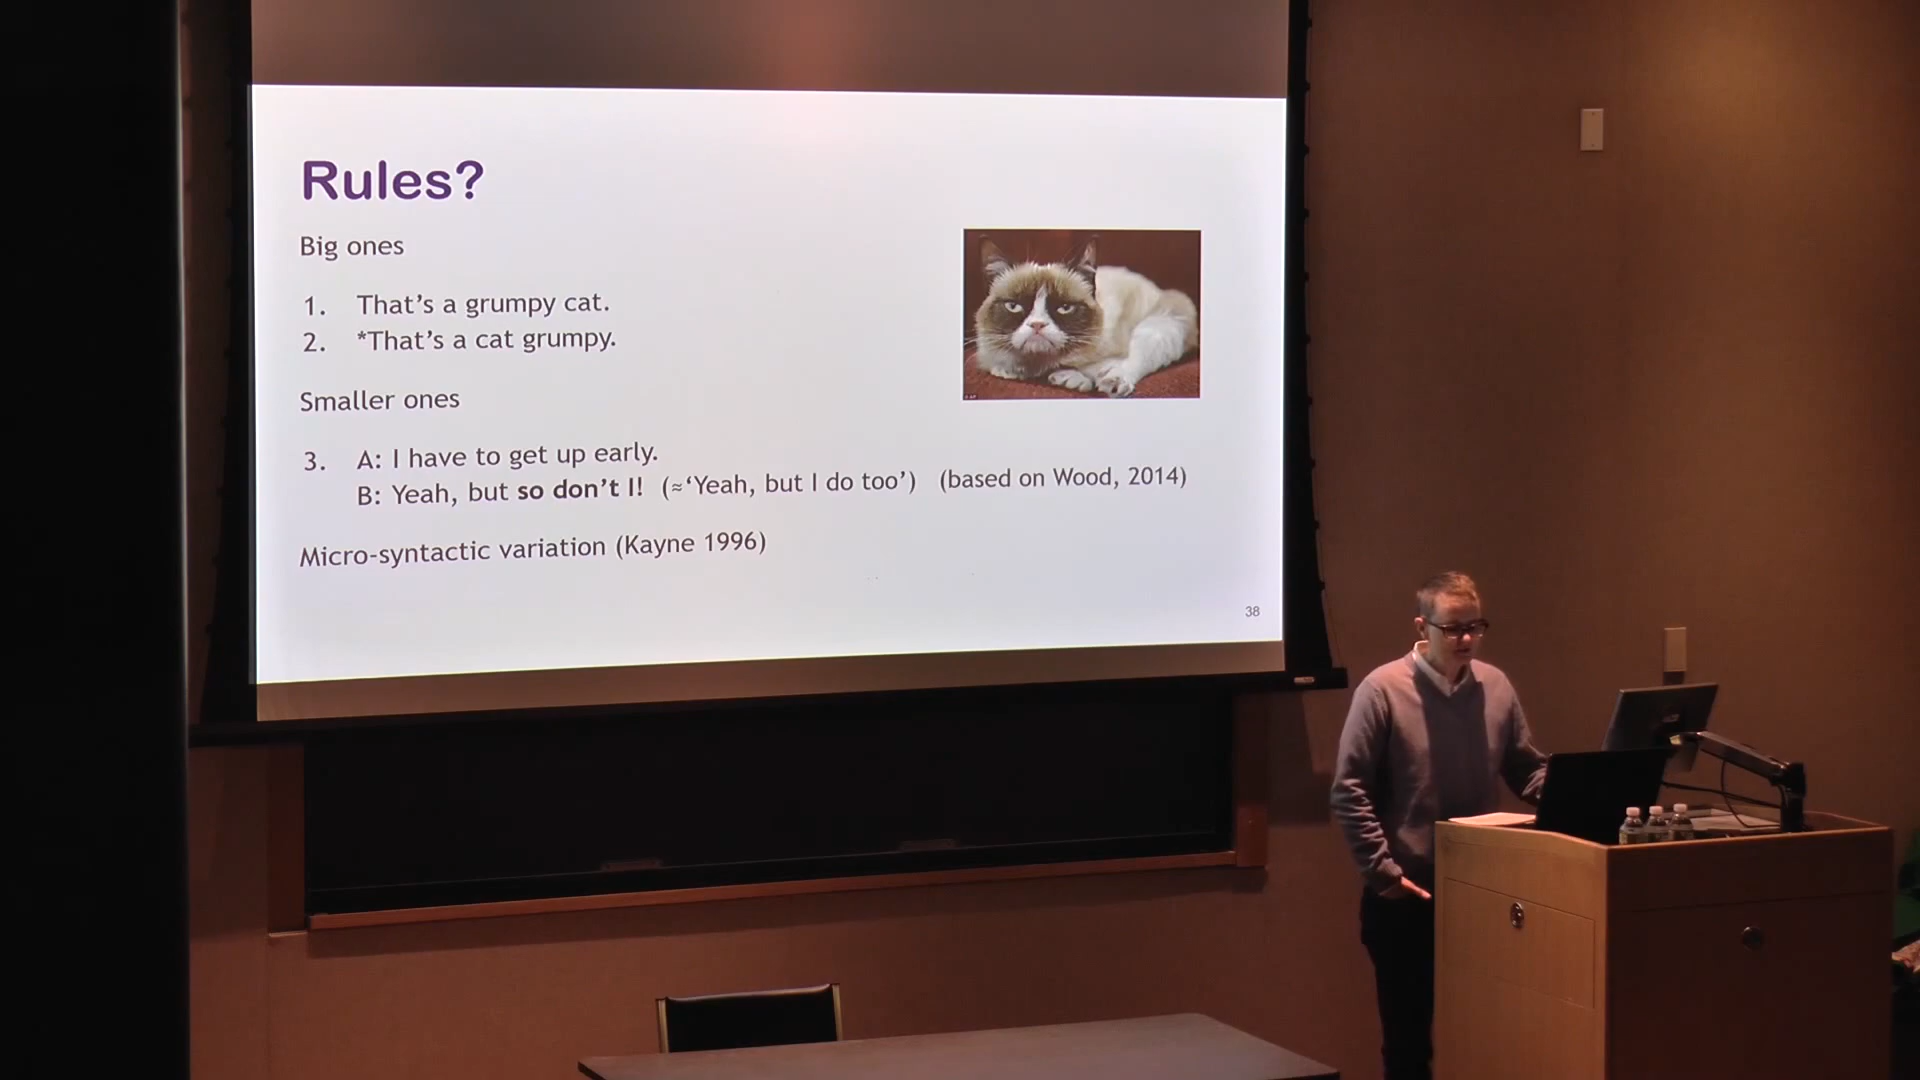 Rules?
Big ones
1. That's a grumpy cat.
2. *That's a cat grumpy.
Smaller ones
3. A: I have to get up early.
B: Yeah, but so don't I! (≈'Yeah, but I do too') (based on Wood, 2014)
Micro-syntactic variation (Kayne 1996)
38